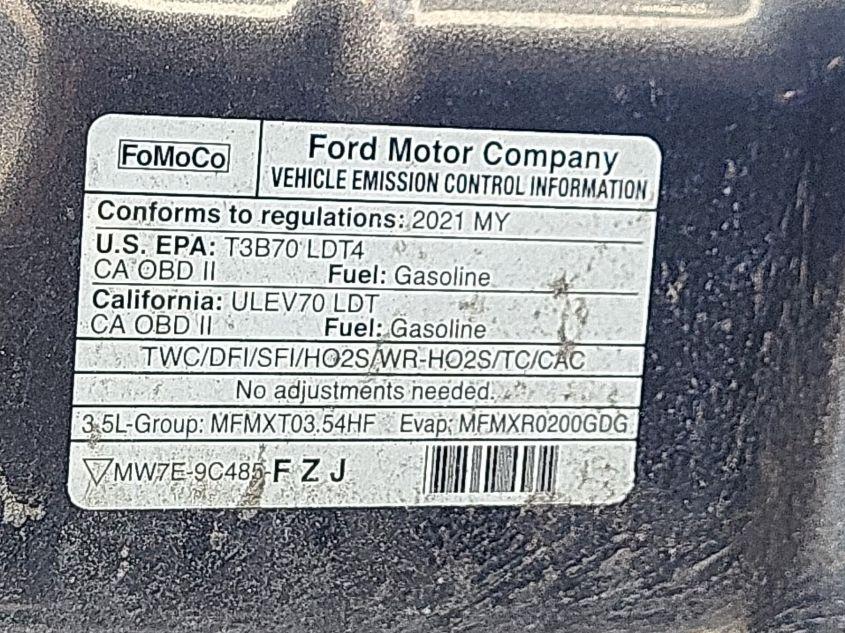 FoMoCo
Ford Motor Company
VEHICLE EMISSION CONTROL INFORMATION
Conforms to regulations: 2021 MY
U.S. EPA: T3B70 LDT4
CA OBD II Fuel: Gasoline
California: ULEV70 LDT
CA OBD II Fuel: Gasoline
TWC/DFI/SFI/HO2S/WR-HO2S/TC/CAC
No adjustments needed.
3.5L-Group: MFMXT03.54HF Evap: MFMXR0200GDG
MW7E-9C485-F Z J